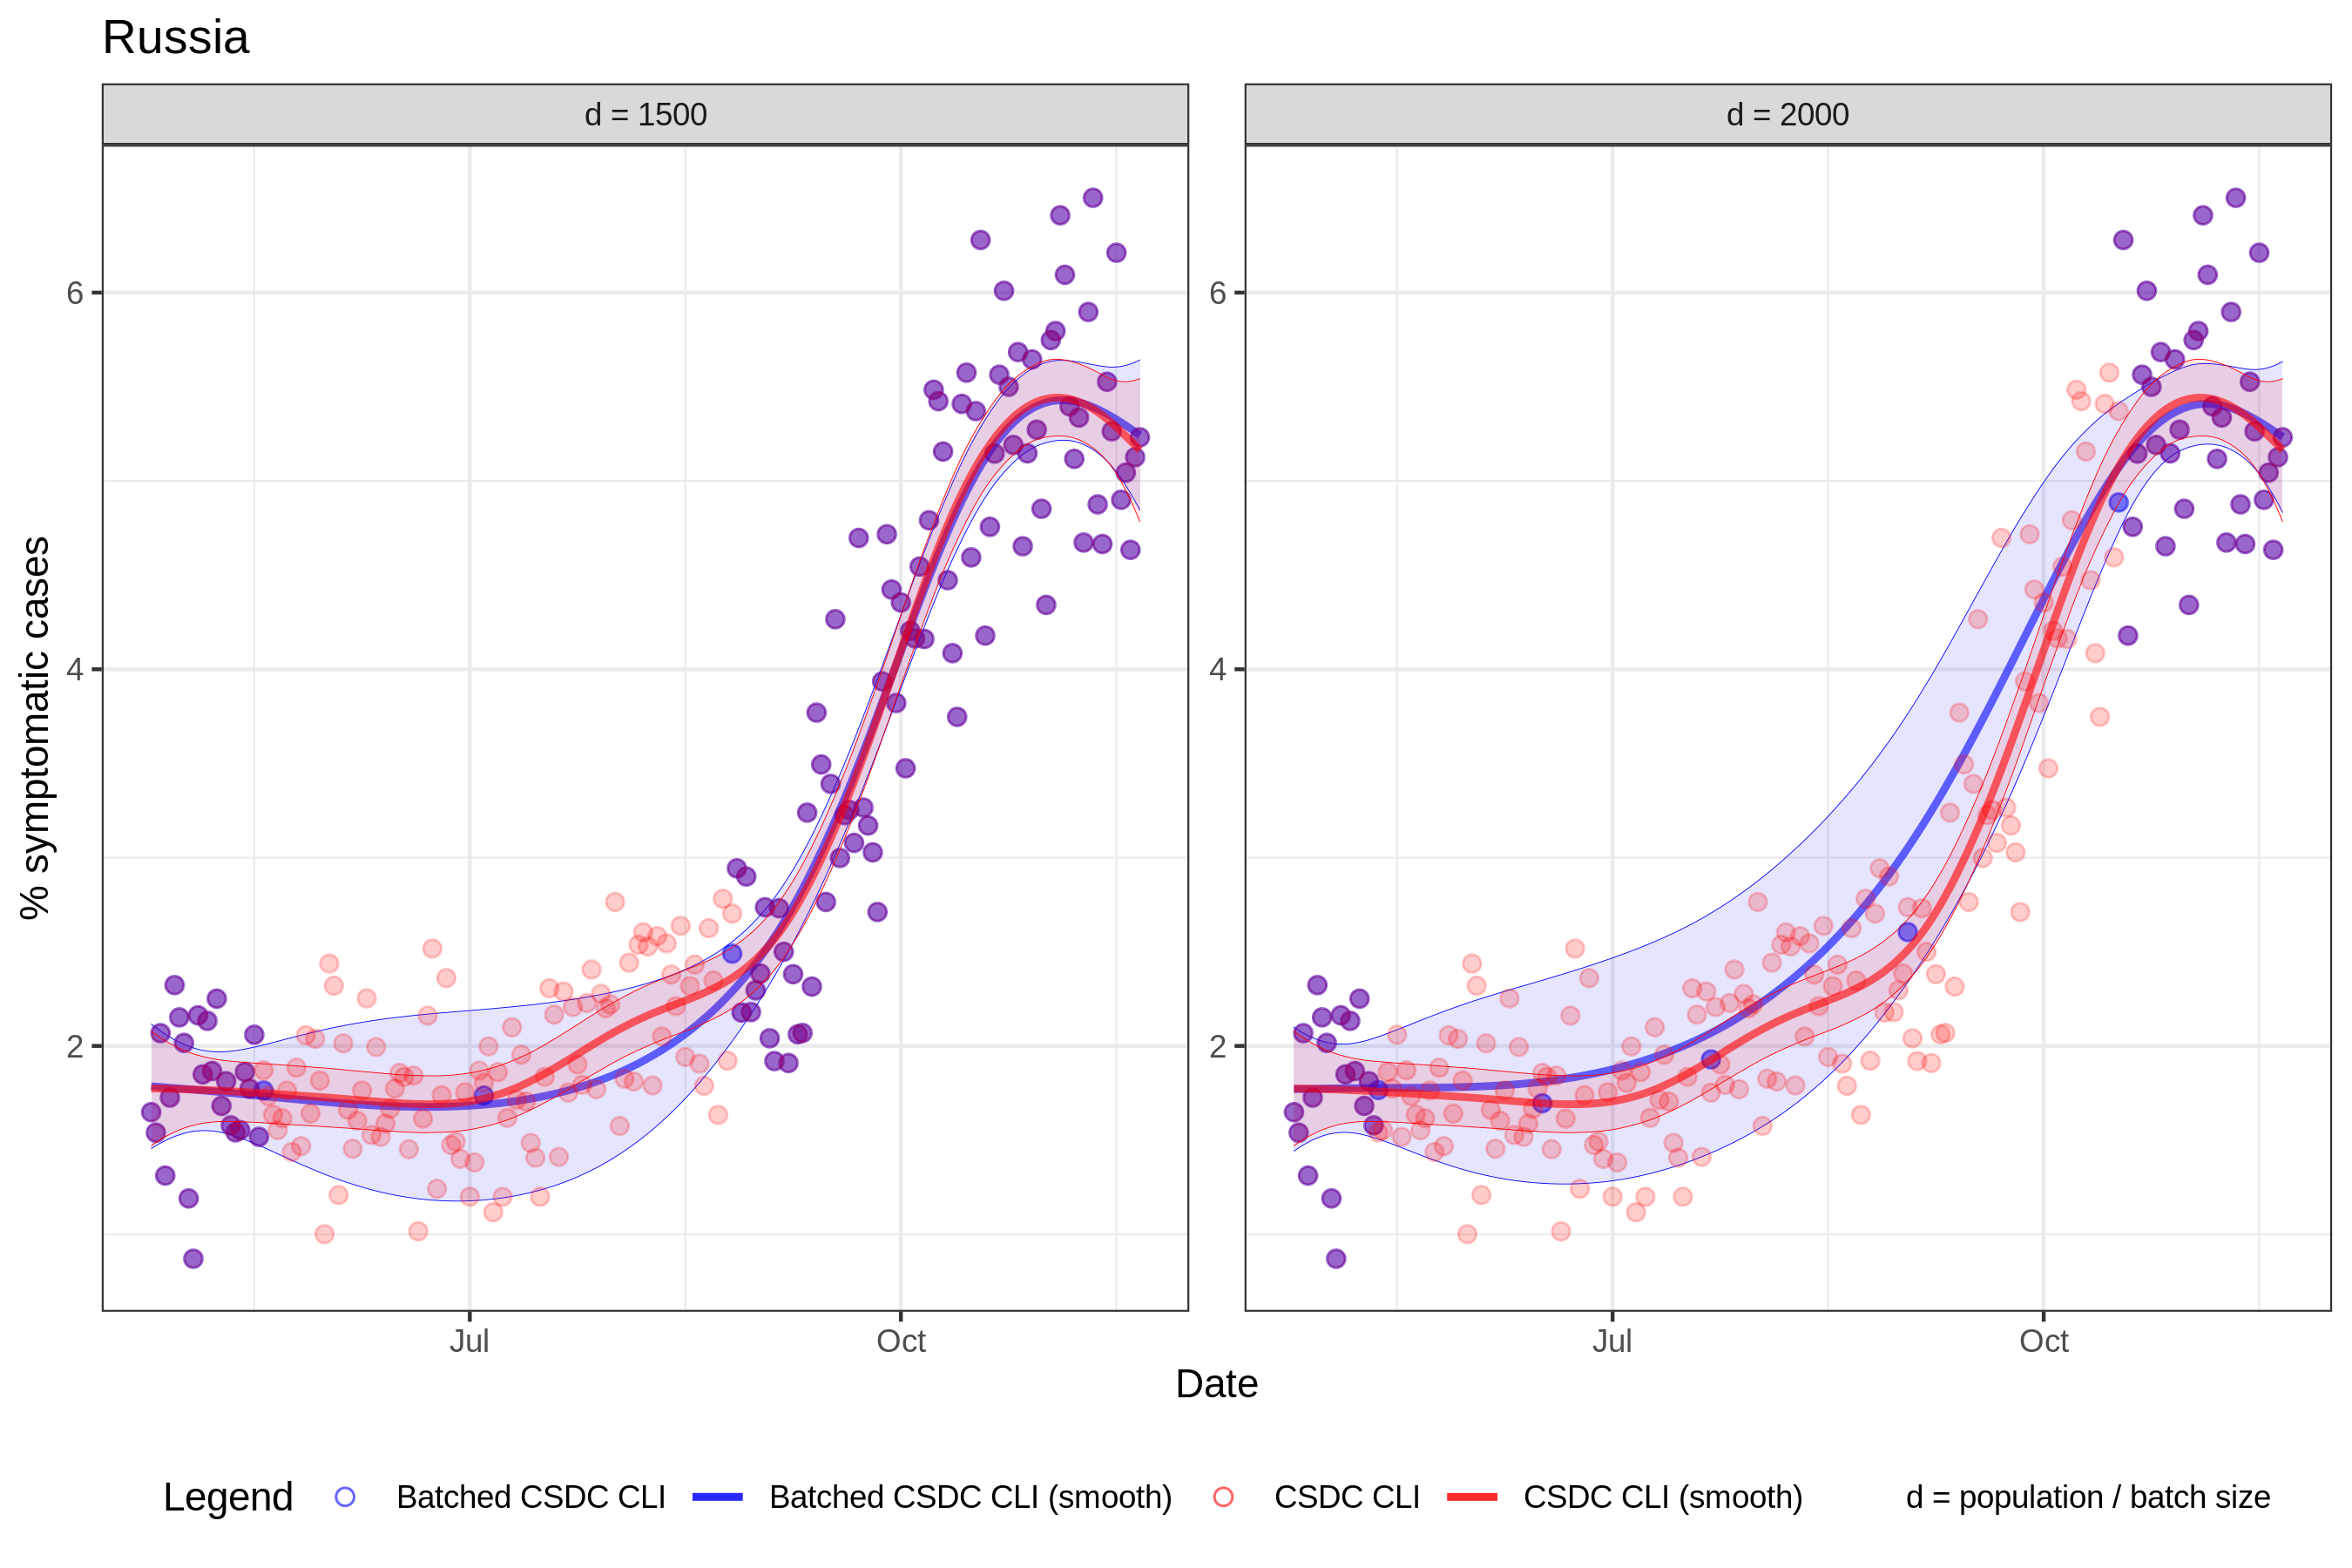 Russia
d = 1500
d = 2000
% symptomatic cases
6
4
2
6
4
2
Jul
Oct
Jul
Oct
Date
Legend
Batched CSDC CLI
Batched CSDC CLI (smooth)
CSDC CLI
CSDC CLI (smooth)
d = population / batch size